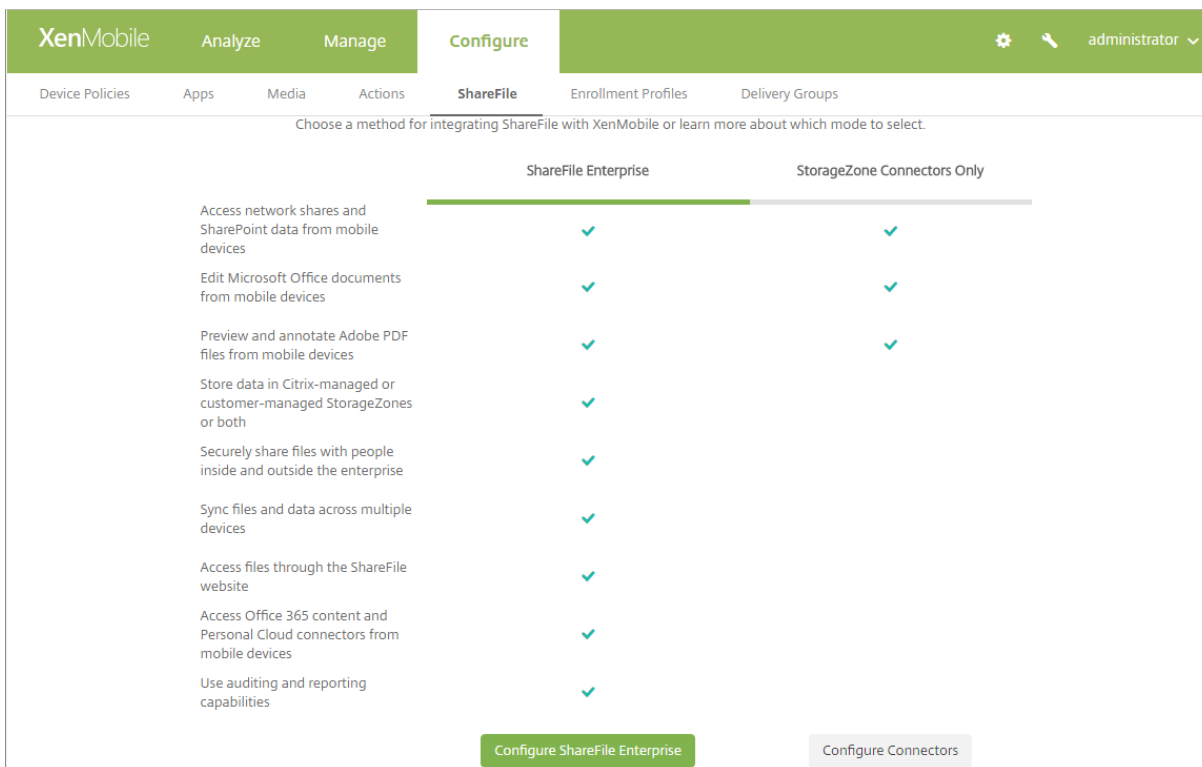 XenMobile Analyze Manage Configure administrator
Device Policies Apps Media Actions ShareFile Enrollment Profiles Delivery Groups
Choose a method for integrating ShareFile with XenMobile or learn more about which mode to select.
ShareFile Enterprise StorageZone Connectors Only
Access network shares and
SharePoint data from mobile
devices
Edit Microsoft Office documents
from mobile devices
Preview and annotate Adobe PDF
files from mobile devices
Store data in Citrix-managed or
customer-managed StorageZones
or both
Securely share files with people
inside and outside the enterprise
Sync files and data across multiple
devices
Access files through the ShareFile
website
Access Office 365 content and
Personal Cloud connectors from
mobile devices
Use auditing and reporting
capabilities
Configure ShareFile Enterprise Configure Connectors